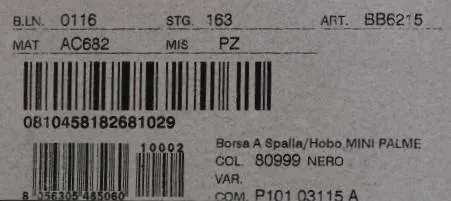 B.LN. 0116 STG. 163 ART. BB6215
MAT AC682 MIS PZ
0810458182681029
10002
Borsa A Spalla/Hobo MINI PALME
COL. 80999 NERO
VAR.
8 056305 485060
COM. P101 03115 A